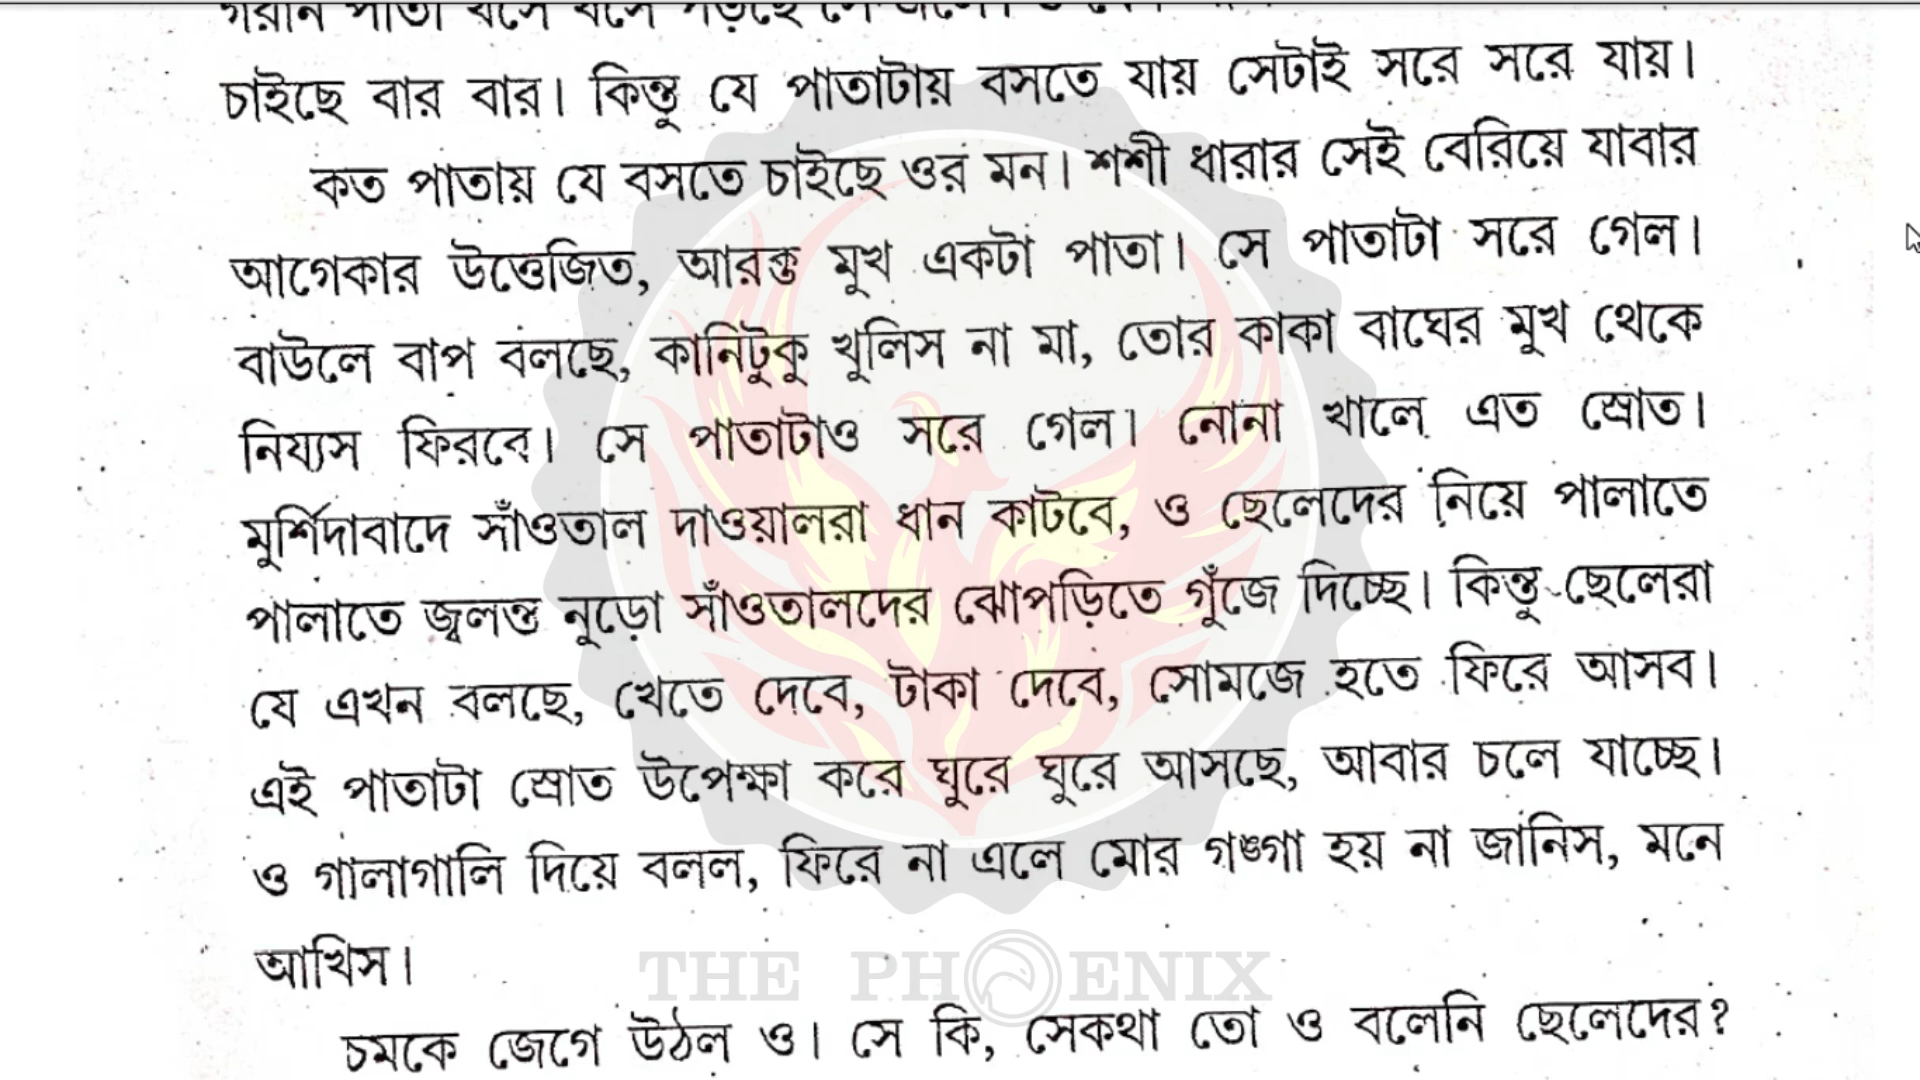 চাইছে বার বার। কিন্তু যে পাতাটায় বসতে যায় সেটাই সরে সরে যায়।
কত পাতায় যে বসতে চাইছে ওর মন। শশী ধারার সেই বেরিয়ে যাবার
আগেকার উত্তেজিত, আরক্ত মুখ একটা পাতা। সে পাতাটা সরে গেল।
বাউলে বাপ বলছে, কানিটুকু খুলিস না মা, তোর কাকা বাঘের মুখ থেকে
নিয্যস ফিরবে। সে পাতাটাও সরে গেল। নোনা খালে এত স্রোত।
মুর্শিদাবাদে সাঁওতাল দাওয়ালরা ধান কাটবে, ও ছেলেদের নিয়ে পালাতে
পালাতে জ্বলন্ত নুড়ো সাঁওতালদের ঝোপড়িতে গুঁজে দিচ্ছে। কিন্তু ছেলেরা
যে এখন বলছে, খেতে দেবে, টাকা দেবে, সোমজে হতে ফিরে আসব।
এই পাতাটা স্রোত উপেক্ষা করে ঘুরে ঘুরে আসছে, আবার চলে যাচ্ছে।
ও গালাগালি দিয়ে বলল, ফিরে না এলে মোর গঙ্গা হয় না জানিস, মনে
আখিস।
THE PHOENIX
চমকে জেগে উঠল ও। সে কি, সেকথা তো ও বলেনি ছেলেদের?